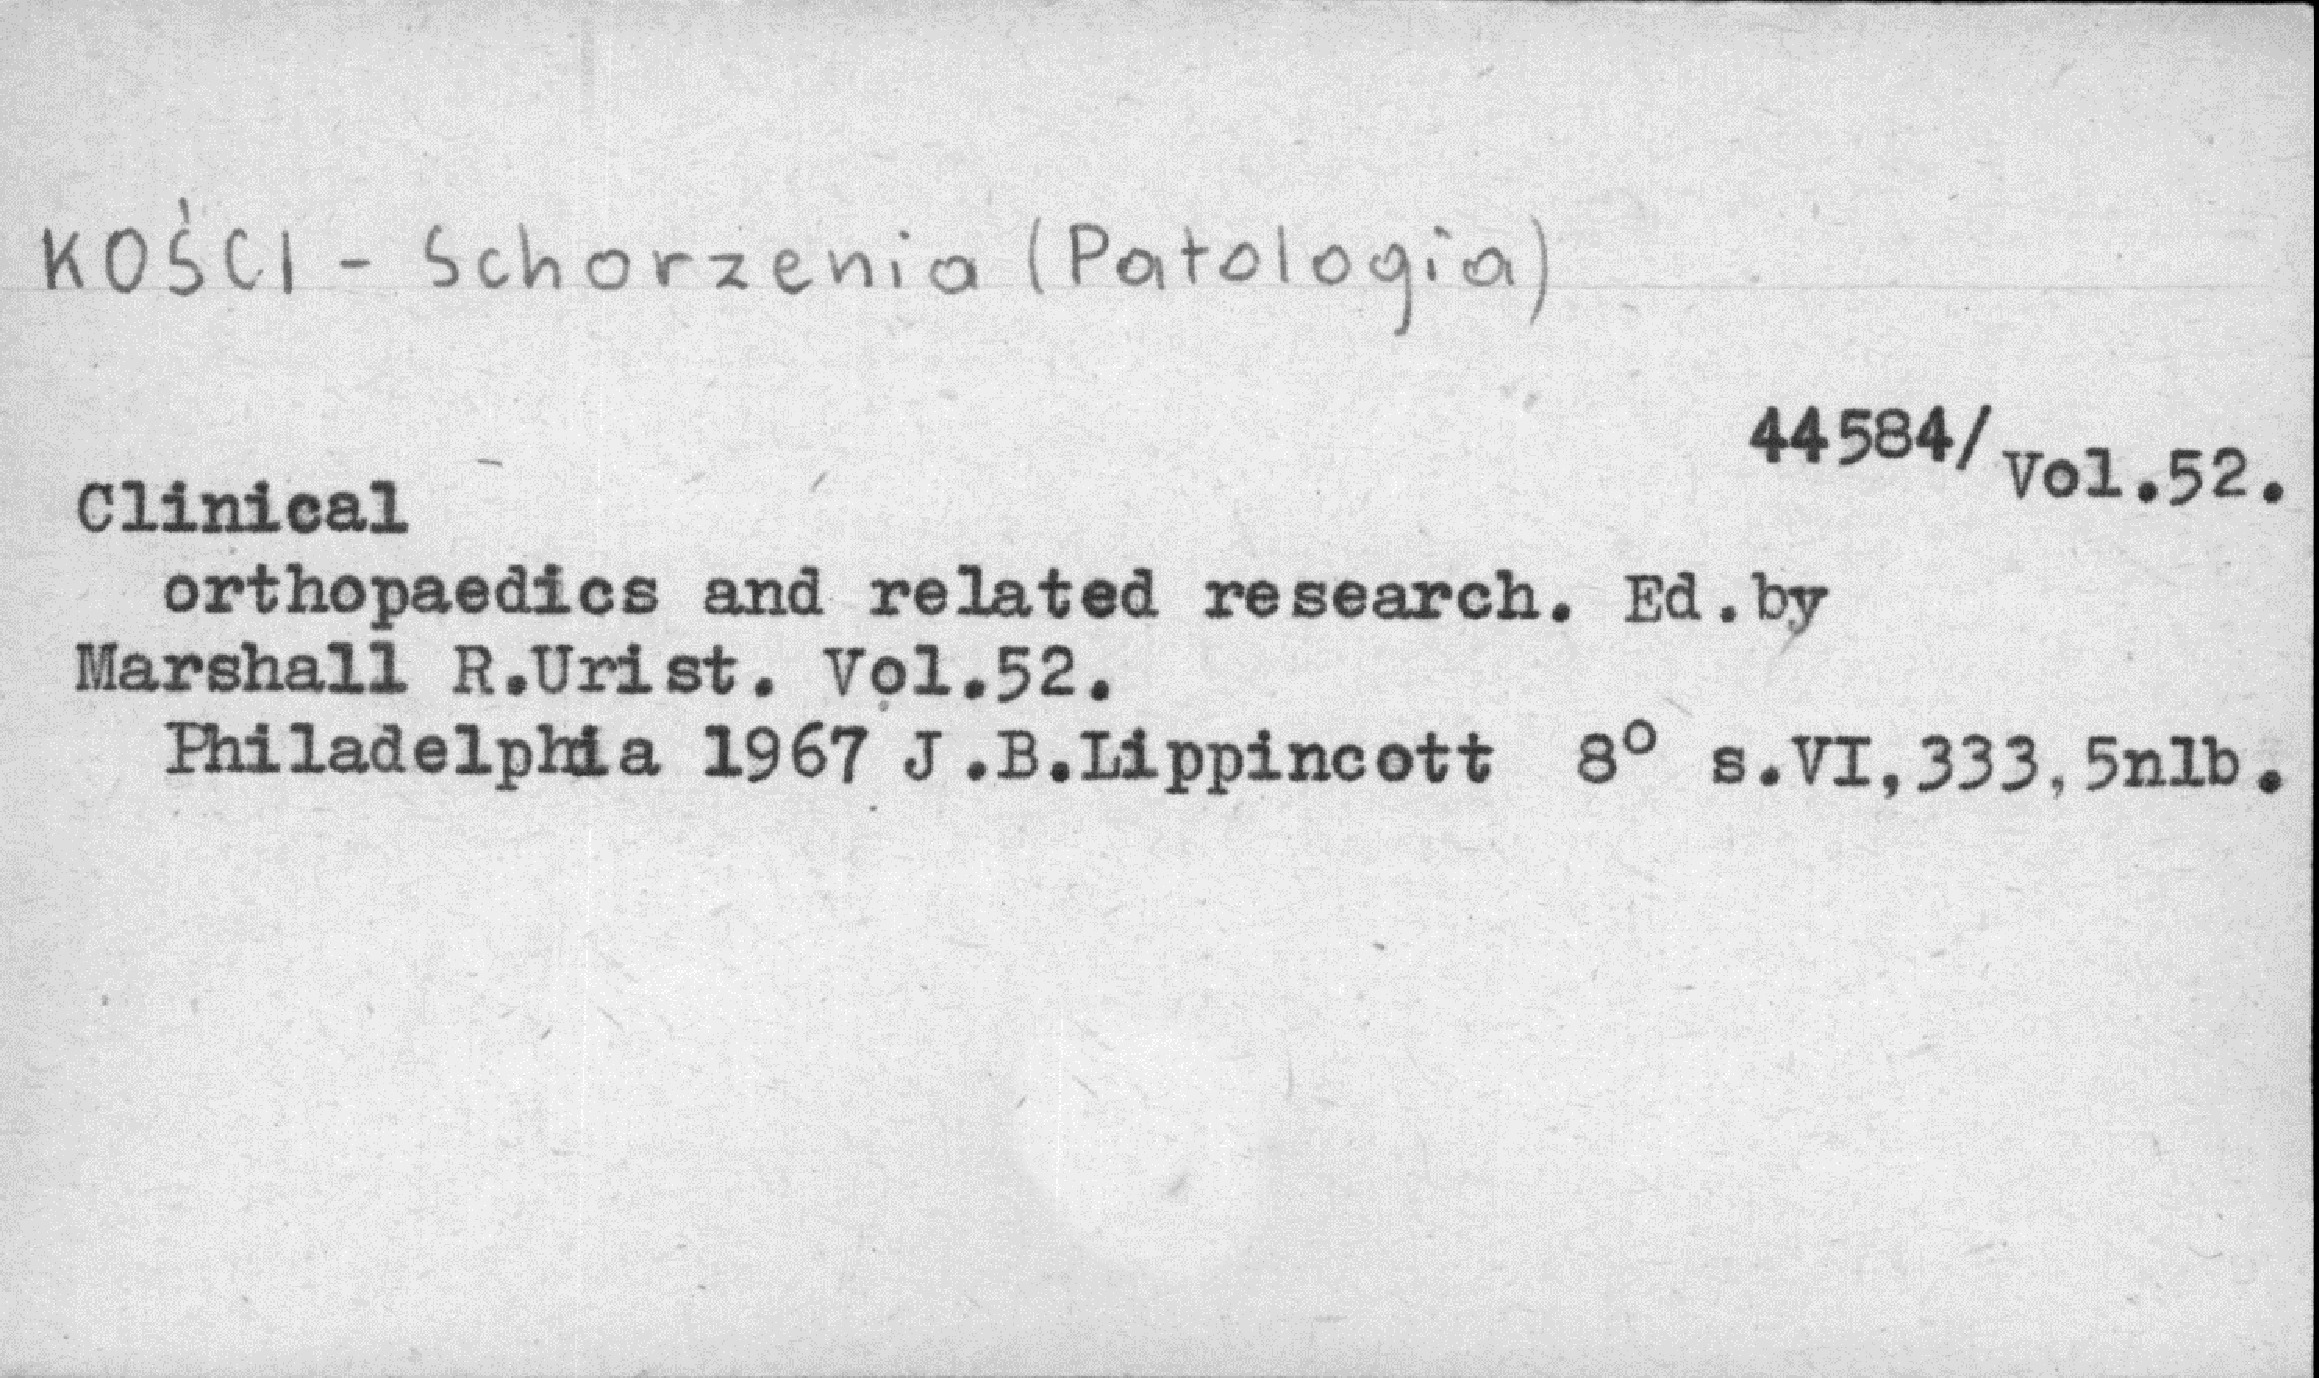 KOŚCI - Schorzenia (Patologia)
44584/Vol.52.
Clinical
orthopaedics and related research. Ed.by
Marshall R.Urist. Vol.52.
Philadelphia 1967 J.B.Lippincott 8° s.VI,333,5nlb.